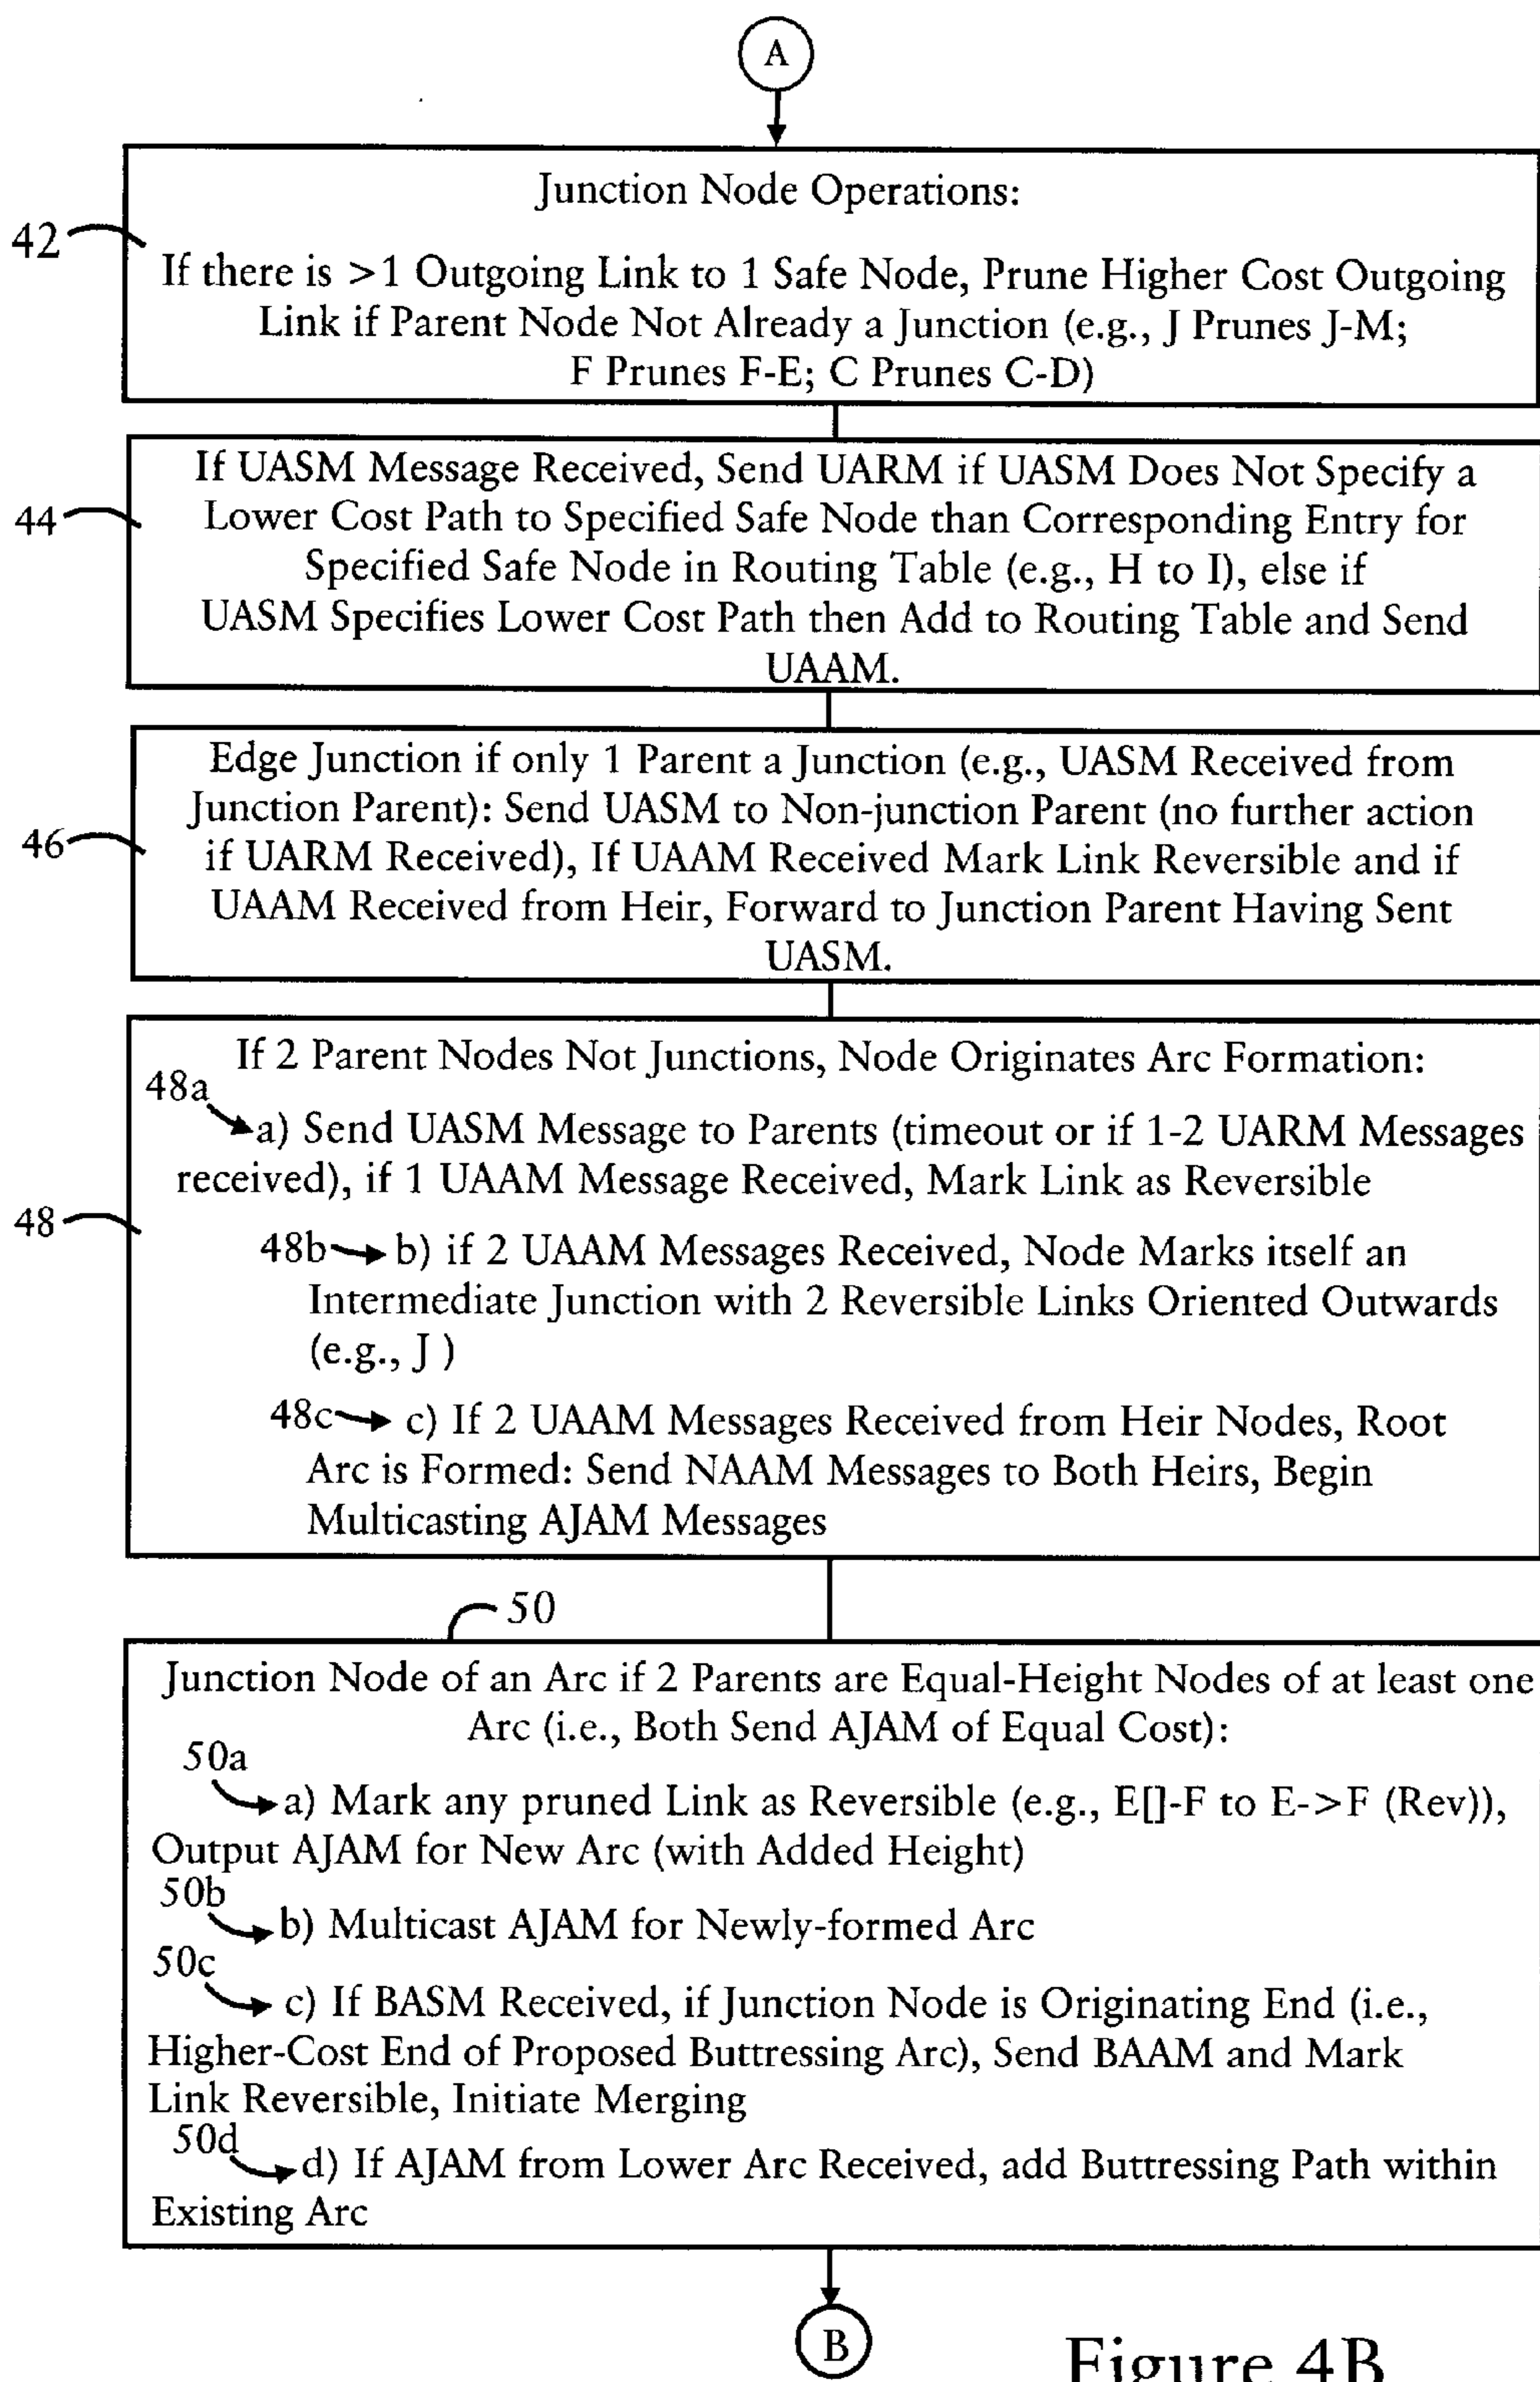 A
Junction Node Operations:
42
If there is >1 Outgoing Link to 1 Safe Node, Prune Higher Cost Outgoing
Link if Parent Node Not Already a Junction (e.g., J Prunes J-M;
F Prunes F-E; C Prunes C-D)
If UASM Message Received, Send UARM if UASM Does Not Specify a
44
Lower Cost Path to Specified Safe Node than Corresponding Entry for
Specified Safe Node in Routing Table (e.g., H to I), else if
UASM Specifies Lower Cost Path then Add to Routing Table and Send
UAAM.
Edge Junction if only 1 Parent a Junction (e.g., UASM Received from
Junction Parent): Send UASM to Non-junction Parent (no further action
46
if UARM Received), If UAAM Received Mark Link Reversible and if
UAAM Received from Heir, Forward to Junction Parent Having Sent
UASM.
If 2 Parent Nodes Not Junctions, Node Originates Arc Formation:
48a
a) Send UASM Message to Parents (timeout or if 1-2 UARM Messages
received), if 1 UAAM Message Received, Mark Link as Reversible
48
48b
b) if 2 UAAM Messages Received, Node Marks itself an
Intermediate Junction with 2 Reversible Links Oriented Outwards
(e.g., J )
48c
c) If 2 UAAM Messages Received from Heir Nodes, Root
Arc is Formed: Send NAAM Messages to Both Heirs, Begin
Multicasting AJAM Messages
50
Junction Node of an Arc if 2 Parents are Equal-Height Nodes of at least one
Arc (i.e., Both Send AJAM of Equal Cost):
50a
a) Mark any pruned Link as Reversible (e.g., E[]-F to E->F (Rev)),
Output AJAM for New Arc (with Added Height)
50b
b) Multicast AJAM for Newly-formed Arc
50c
c) If BASM Received, if Junction Node is Originating End (i.e.,
Higher-Cost End of Proposed Buttressing Arc), Send BAAM and Mark
Link Reversible, Initiate Merging
50d
d) If AJAM from Lower Arc Received, add Buttressing Path within
Existing Arc
B
Figure 4B